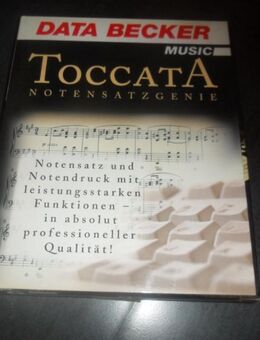 DATA BECKER
MUSIC
TOCCATA
NOTENSATZGENIE
Notensatz und
Notendruck mit
leistungsstarken
Funktionen –
in absolut
professioneller
Qualität!